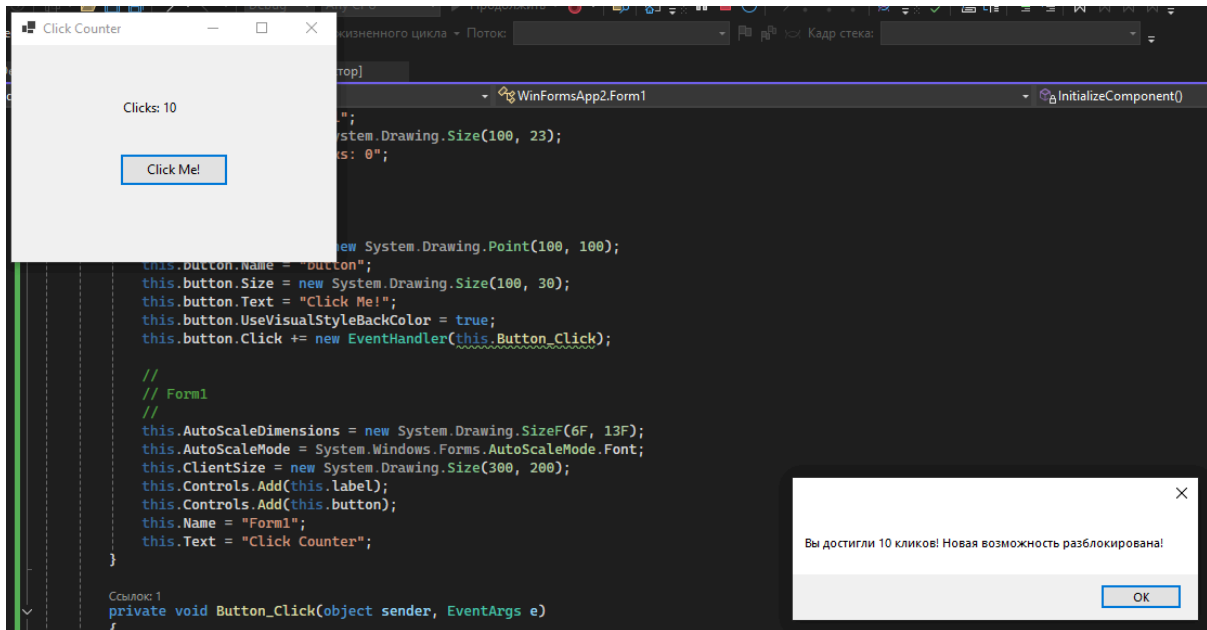 Click Counter
Продолжить
жизненного цикла
Поток:
Кадр стека:
тор]
WinFormsApp2.Form1
InitializeComponent()
Clicks: 10
";
stem.Drawing.Size(100, 23);
ks: 0";
Click Me!
new System.Drawing.Point(100, 100);
this.button.Name = "button";
this.button.Size = new System.Drawing.Size(100, 30);
this.button.Text = "Click Me!";
this.button.UseVisualStyleBackColor = true;
this.button.Click += new EventHandler(this.Button_Click);
//
// Form1
//
this.AutoScaleDimensions = new System.Drawing.SizeF(6F, 13F);
this.AutoScaleMode = System.Windows.Forms.AutoScaleMode.Font;
this.ClientSize = new System.Drawing.Size(300, 200);
this.Controls.Add(this.label);
this.Controls.Add(this.button);
this.Name = "Form1";
this.Text = "Click Counter";
}
Ссылок: 1
private void Button_Click(object sender, EventArgs e)
{
Вы достигли 10 кликов! Новая возможность разблокирована!
OK